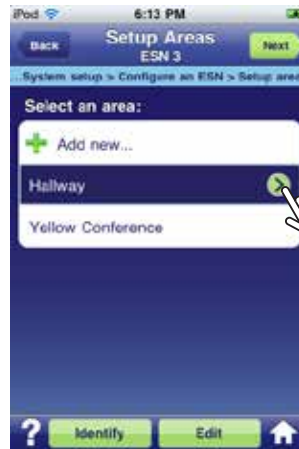 iPod 6:13 PM
Back Setup Areas Next
ESN 3
System setup > Configure an ESN > Setup area
Select an area:
Add new...
Hallway
Yellow Conference
? Identify Edit